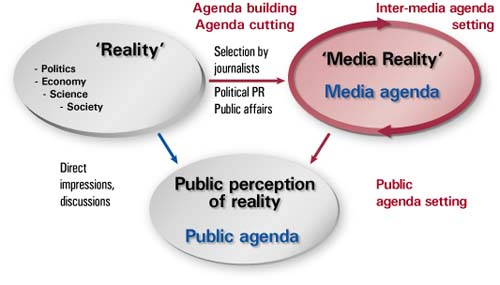 Agenda building
Agenda cutting
Inter-media agenda
setting
‘Reality‘
- Politics
- Economy
- Science
- Society
Selection by
journalists
Political PR
Public affairs
‘Media Reality‘
Media agenda
Direct
impressions,
discussions
Public perception
of reality
Public agenda
Public
agenda setting